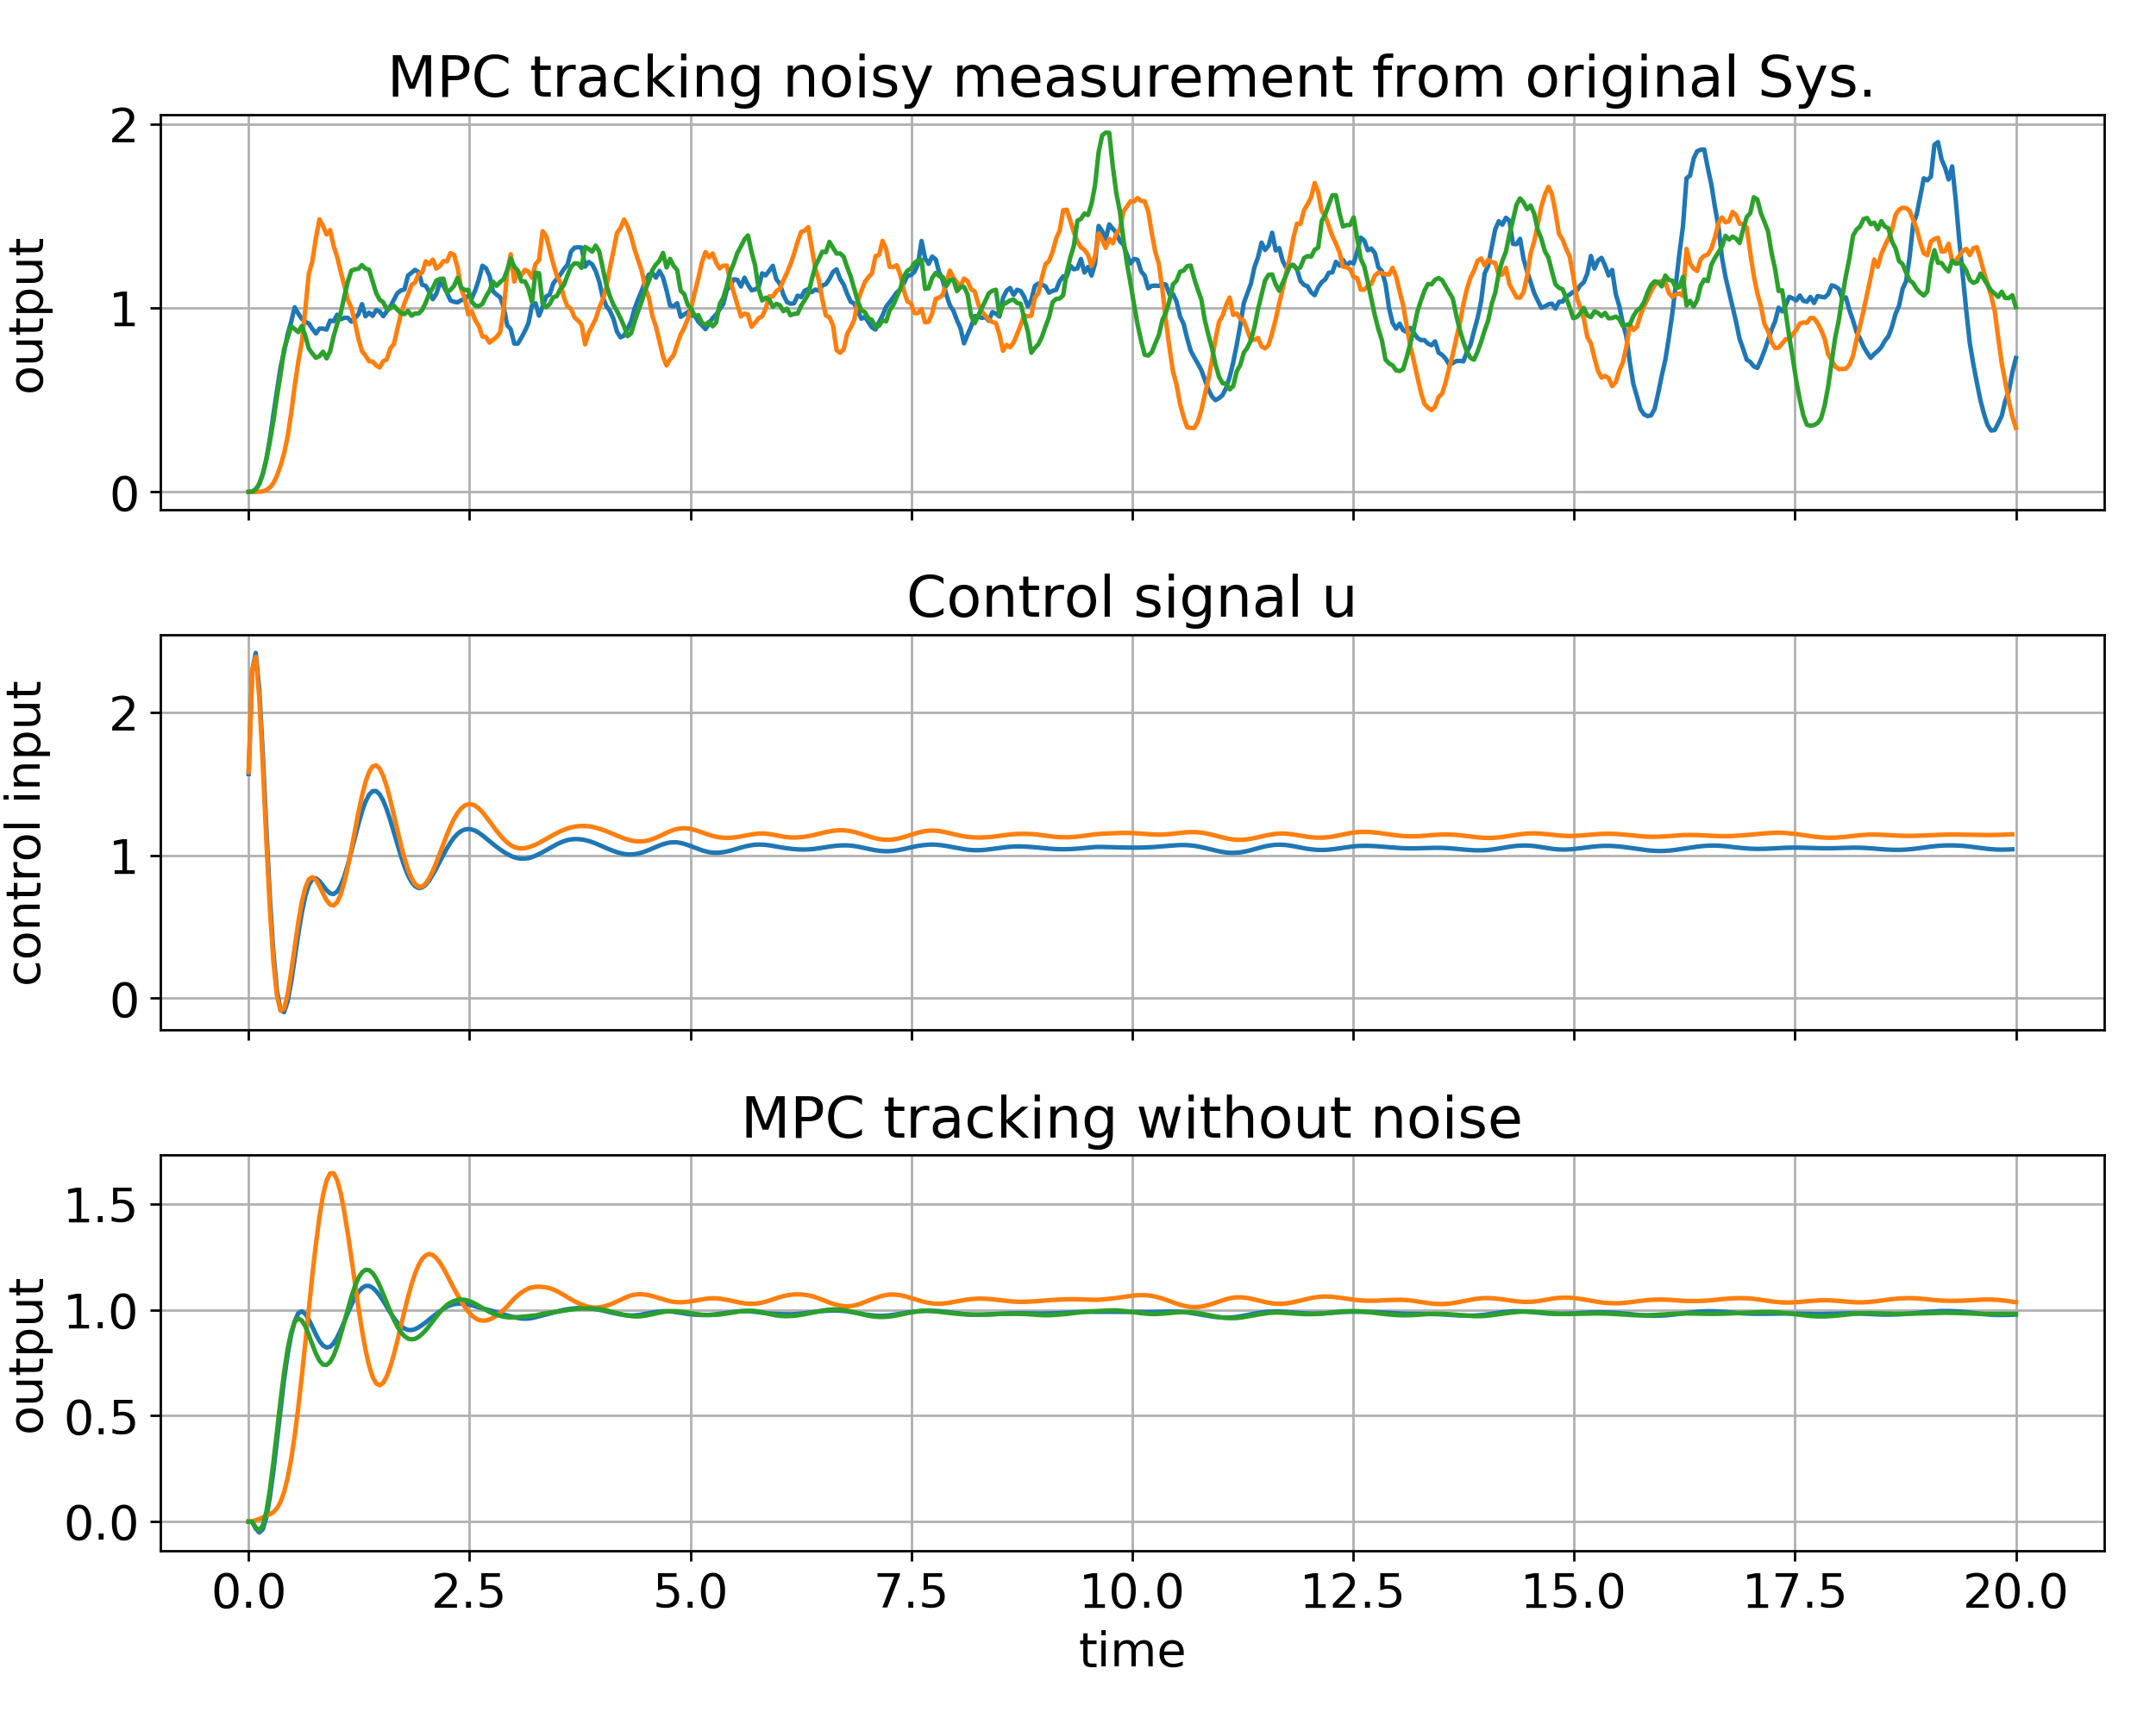 MPC tracking noisy measurement from original Sys.
output
2
1
0
Control signal u
control input
2
1
0
MPC tracking without noise
output
1.5
1.0
0.5
0.0
0.0 2.5 5.0 7.5 10.0 12.5 15.0 17.5 20.0
time